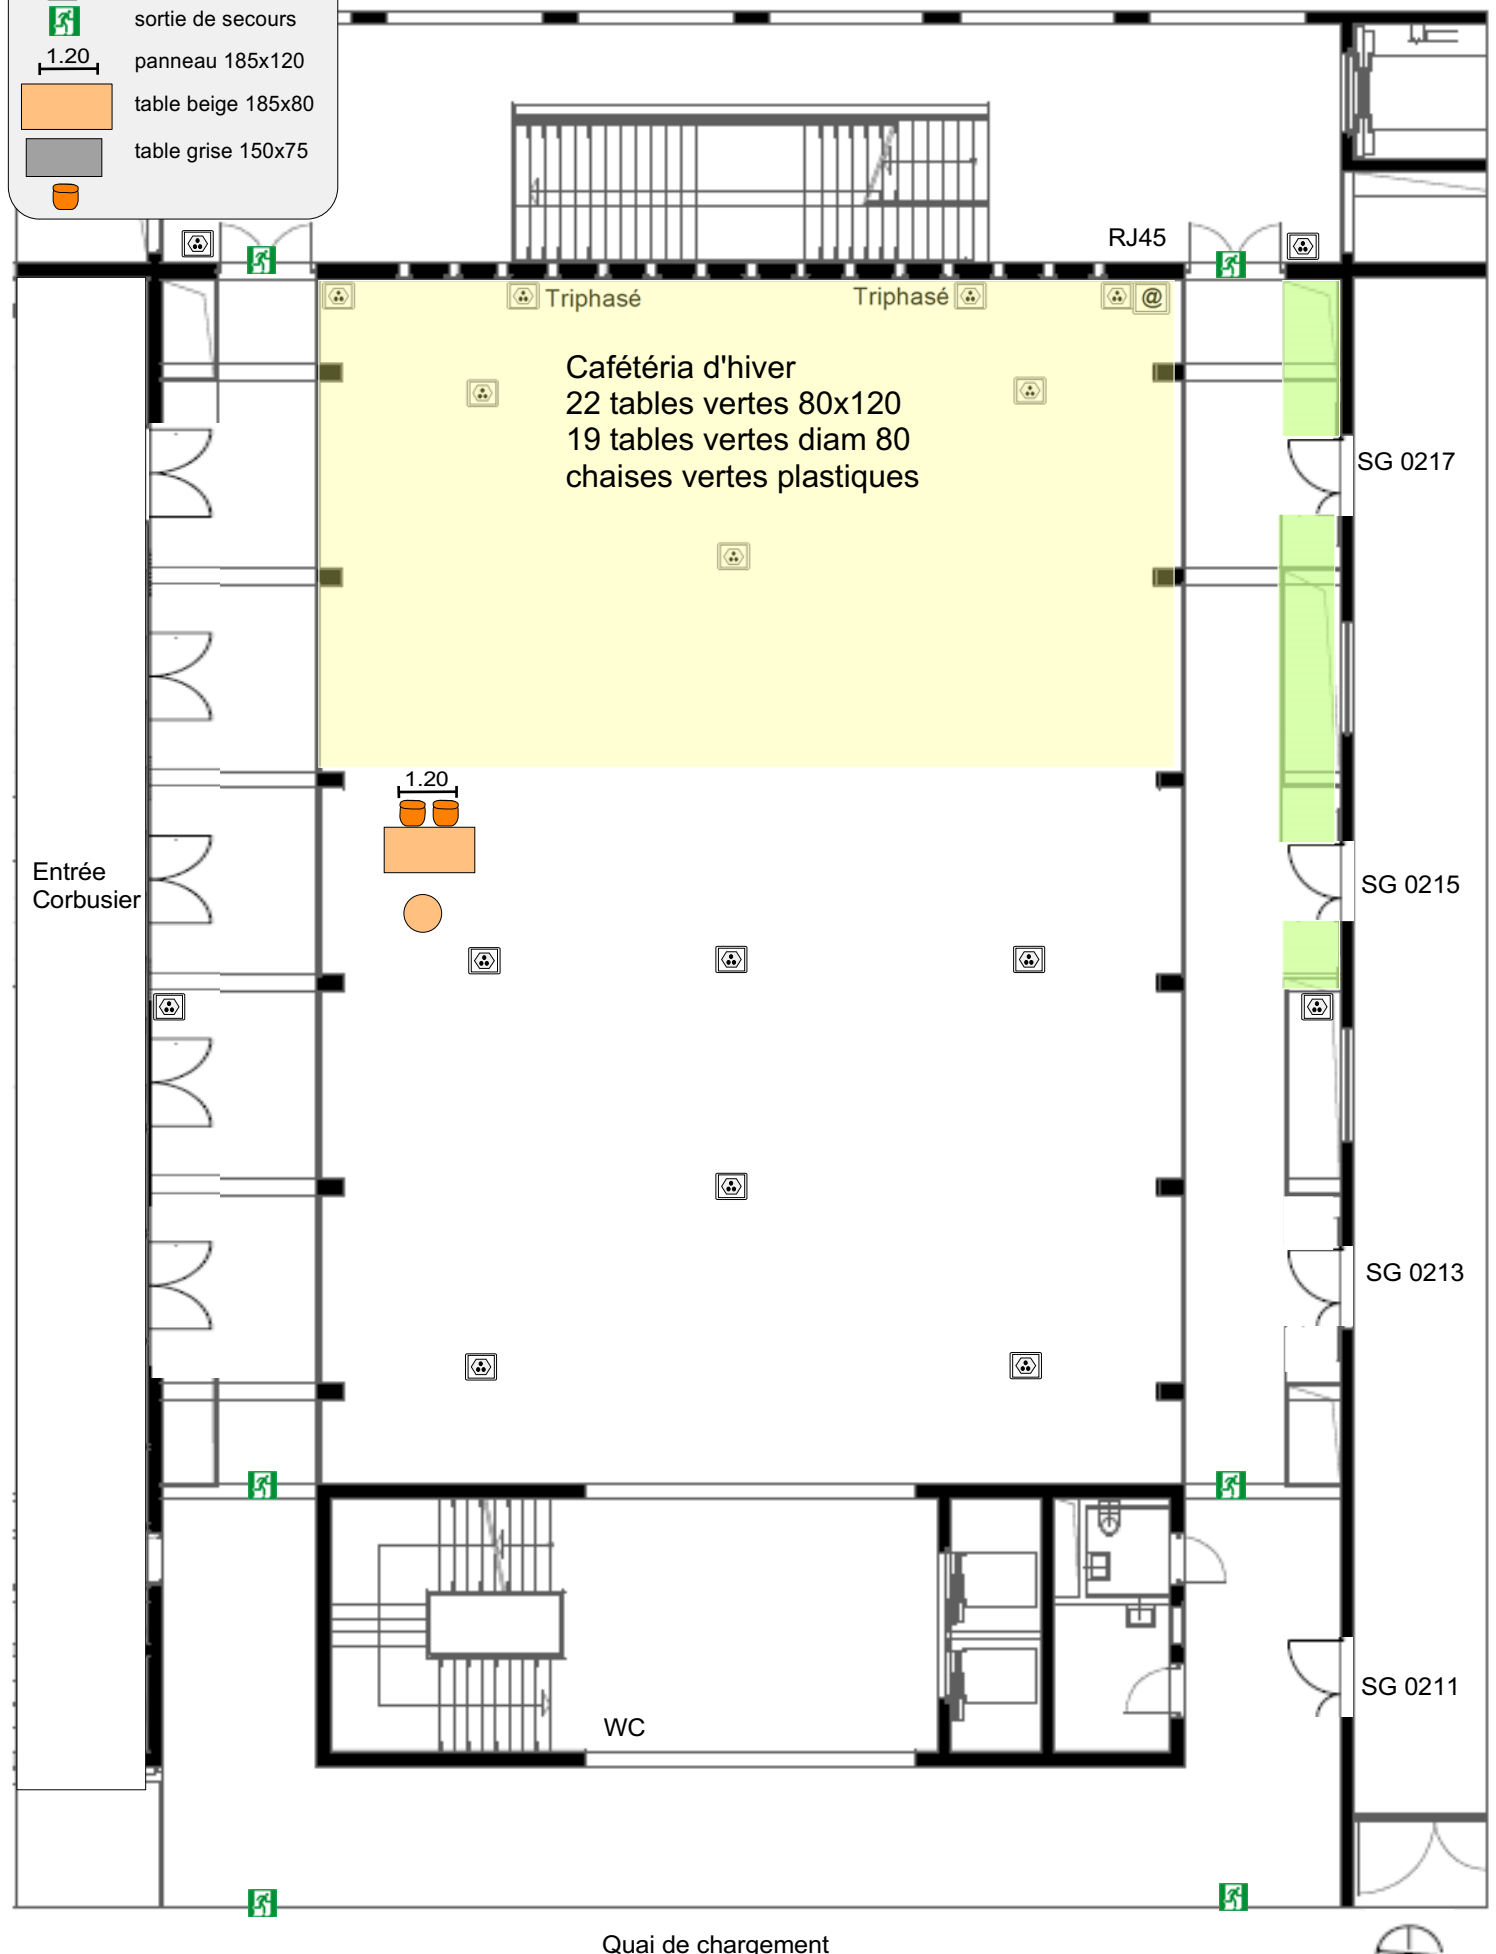 sortie de secours
1.20
panneau 185x120
table beige 185x80
table grise 150x75
RJ45
Triphasé
Triphasé
@
Cafétéria d'hiver
22 tables vertes 80x120
19 tables vertes diam 80
chaises vertes plastiques
SG 0217
1.20
Entrée
Corbusier
SG 0215
SG 0213
SG 0211
WC
Quai de chargement